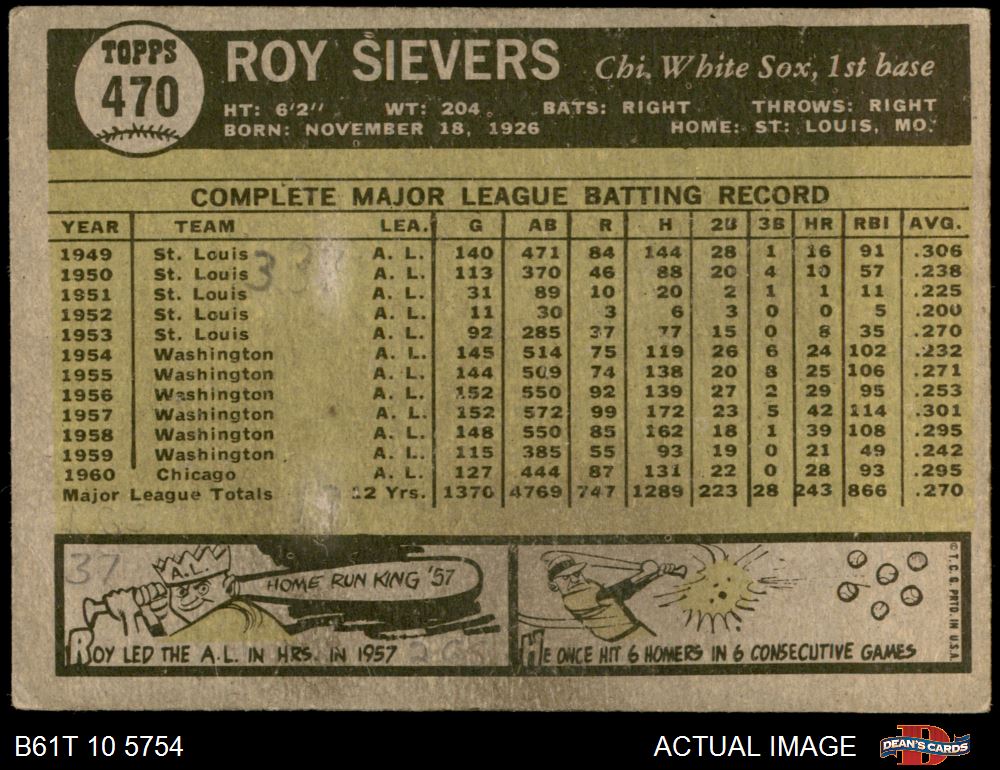 TOPPS
470
ROY SIEVERS Chi. White Sox, 1st base
HT: 6'2" WT: 204 BATS: RIGHT THROWS: RIGHT
BORN: NOVEMBER 18, 1926 HOME: ST: LOUIS, MO.
COMPLETE MAJOR LEAGUE BATTING RECORD
YEAR TEAM LEA. G AB R H 2B 3B HR RBI AVG.
1949 St. Louis A. L. 140 471 84 144 28 1 16 91 .306
1950 St. Louis A. L. 113 370 46 88 20 4 10 57 .238
1951 St. Louis A. L. 31 89 10 20 2 1 1 11 .225
1952 St. Louis A. L. 11 30 3 6 3 0 0 5 .200
1953 St. Louis A. L. 92 285 37 77 15 0 8 35 .270
1954 Washington A. L. 145 514 75 119 26 6 24 102 .232
1955 Washington A. L. 144 509 74 138 20 8 25 106 .271
1956 Washington A. L. 152 550 92 139 27 2 29 95 .253
1957 Washington A. L. 152 572 99 172 23 5 42 114 .301
1958 Washington A. L. 148 550 85 162 18 1 39 108 .295
1959 Washington A. L. 115 385 55 93 19 0 21 49 .242
1960 Chicago A. L. 127 444 87 131 22 0 28 93 .295
Major League Totals 12 Yrs. 1370 4769 747 1289 223 28 243 866 .270
37
A.L.
HOME RUN KING '57
ROY LED THE A.L. IN HRS. IN 1957
HE ONCE HIT 6 HOMERS IN 6 CONSECUTIVE GAMES
© T. C. G. PRTD. IN U.S.A.
B61T 10 5754 ACTUAL IMAGE DEAN'S CARDS